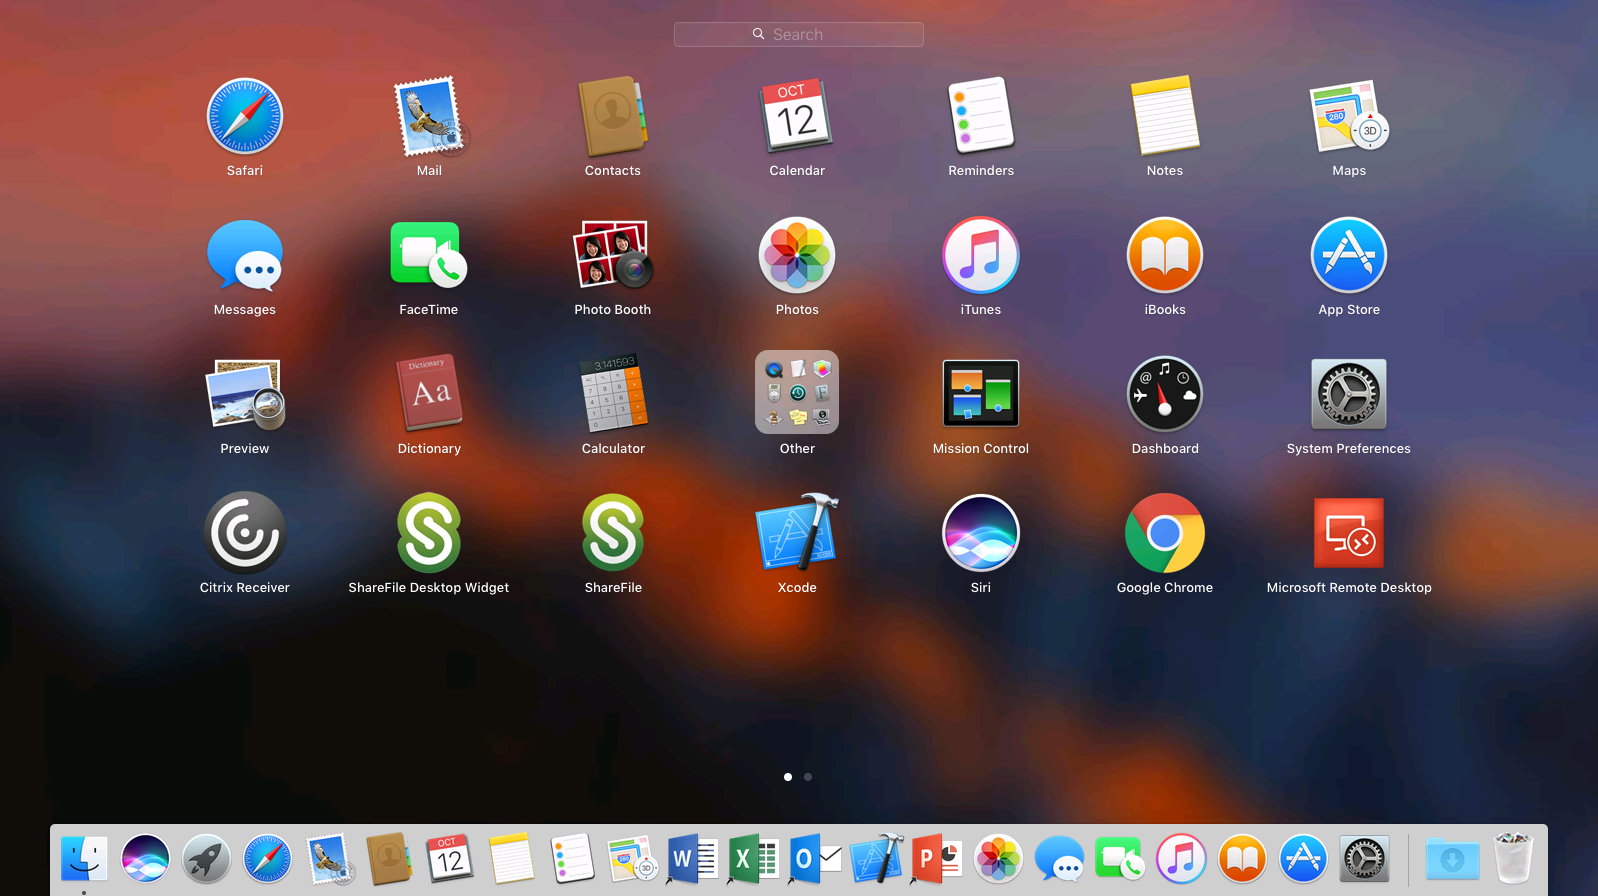 Search
OCT
12
280
3D
Safari
Mail
Contacts
Calendar
Reminders
Notes
Maps
Messages
FaceTime
Photo Booth
Photos
iTunes
iBooks
App Store
Dictionary
Aa
3.141593
Preview
Dictionary
Calculator
Other
Mission Control
Dashboard
System Preferences
Citrix Receiver
ShareFile Desktop Widget
ShareFile
Xcode
Siri
Google Chrome
Microsoft Remote Desktop
OCT
12
280
3D
W
X
O
P